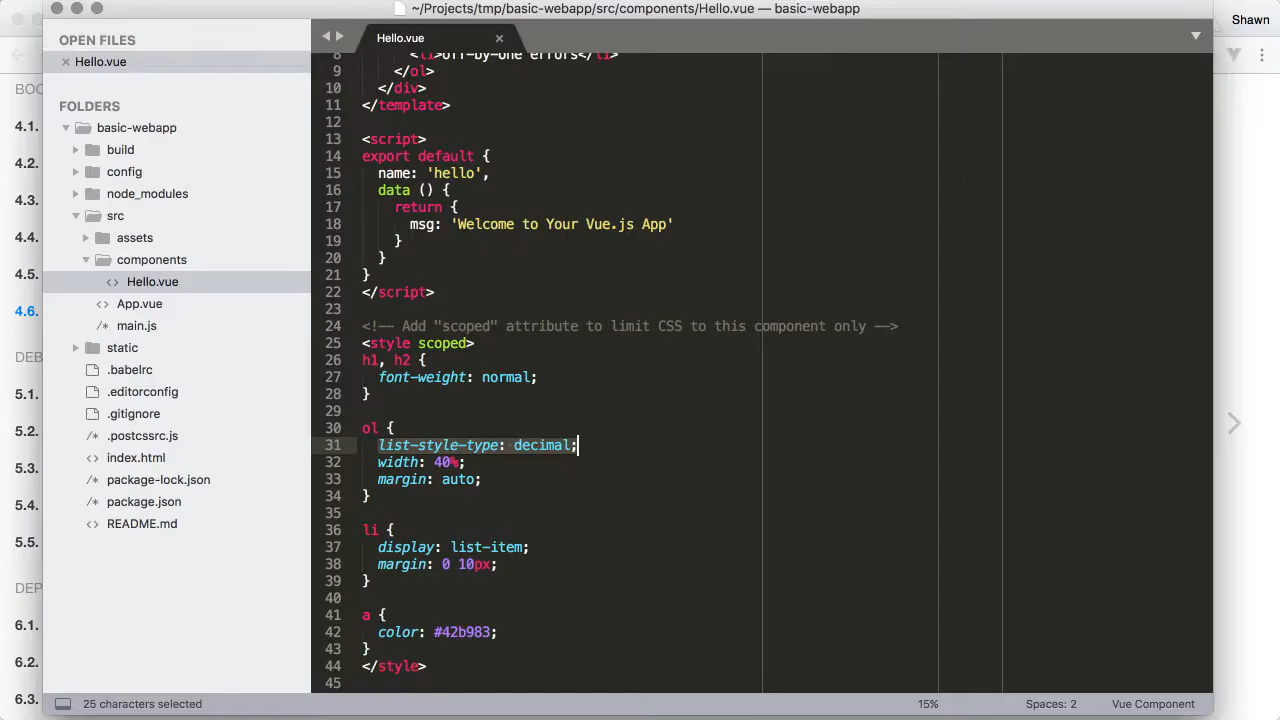 ~/Projects/tmp/basic-webapp/src/components/Hello.vue — basic-webapp
Shawn
OPEN FILES
Hello.vue
FOLDERS
basic-webapp
build
config
node_modules
src
assets
components
Hello.vue
App.vue
main.js
static
.babelrc
.editorconfig
.gitignore
.postcssrc.js
index.html
package-lock.json
package.json
README.md
Hello.vue
8 <li>off-by-one errors</li>
9 </ol>
10 </div>
11 </template>
12
13 <script>
14 export default {
15 name: 'hello',
16 data () {
17 return {
18 msg: 'Welcome to Your Vue.js App'
19 }
20 }
21 }
22 </script>
23
24 <!-- Add "scoped" attribute to limit CSS to this component only -->
25 <style scoped>
26 h1, h2 {
27 font-weight: normal;
28 }
29
30 ol {
31 list-style-type: decimal;
32 width: 40%;
33 margin: auto;
34 }
35
36 li {
37 display: list-item;
38 margin: 0 10px;
39 }
40
41 a {
42 color: #42b983;
43 }
44 </style>
45
25 characters selected
15%
Spaces: 2
Vue Component
4.1.
4.2.
4.3.
4.4.
4.5.
4.6.
DEB
5.1.
5.2.
5.3.
5.4.
5.5.
DEP
6.1.
6.2.
6.3.